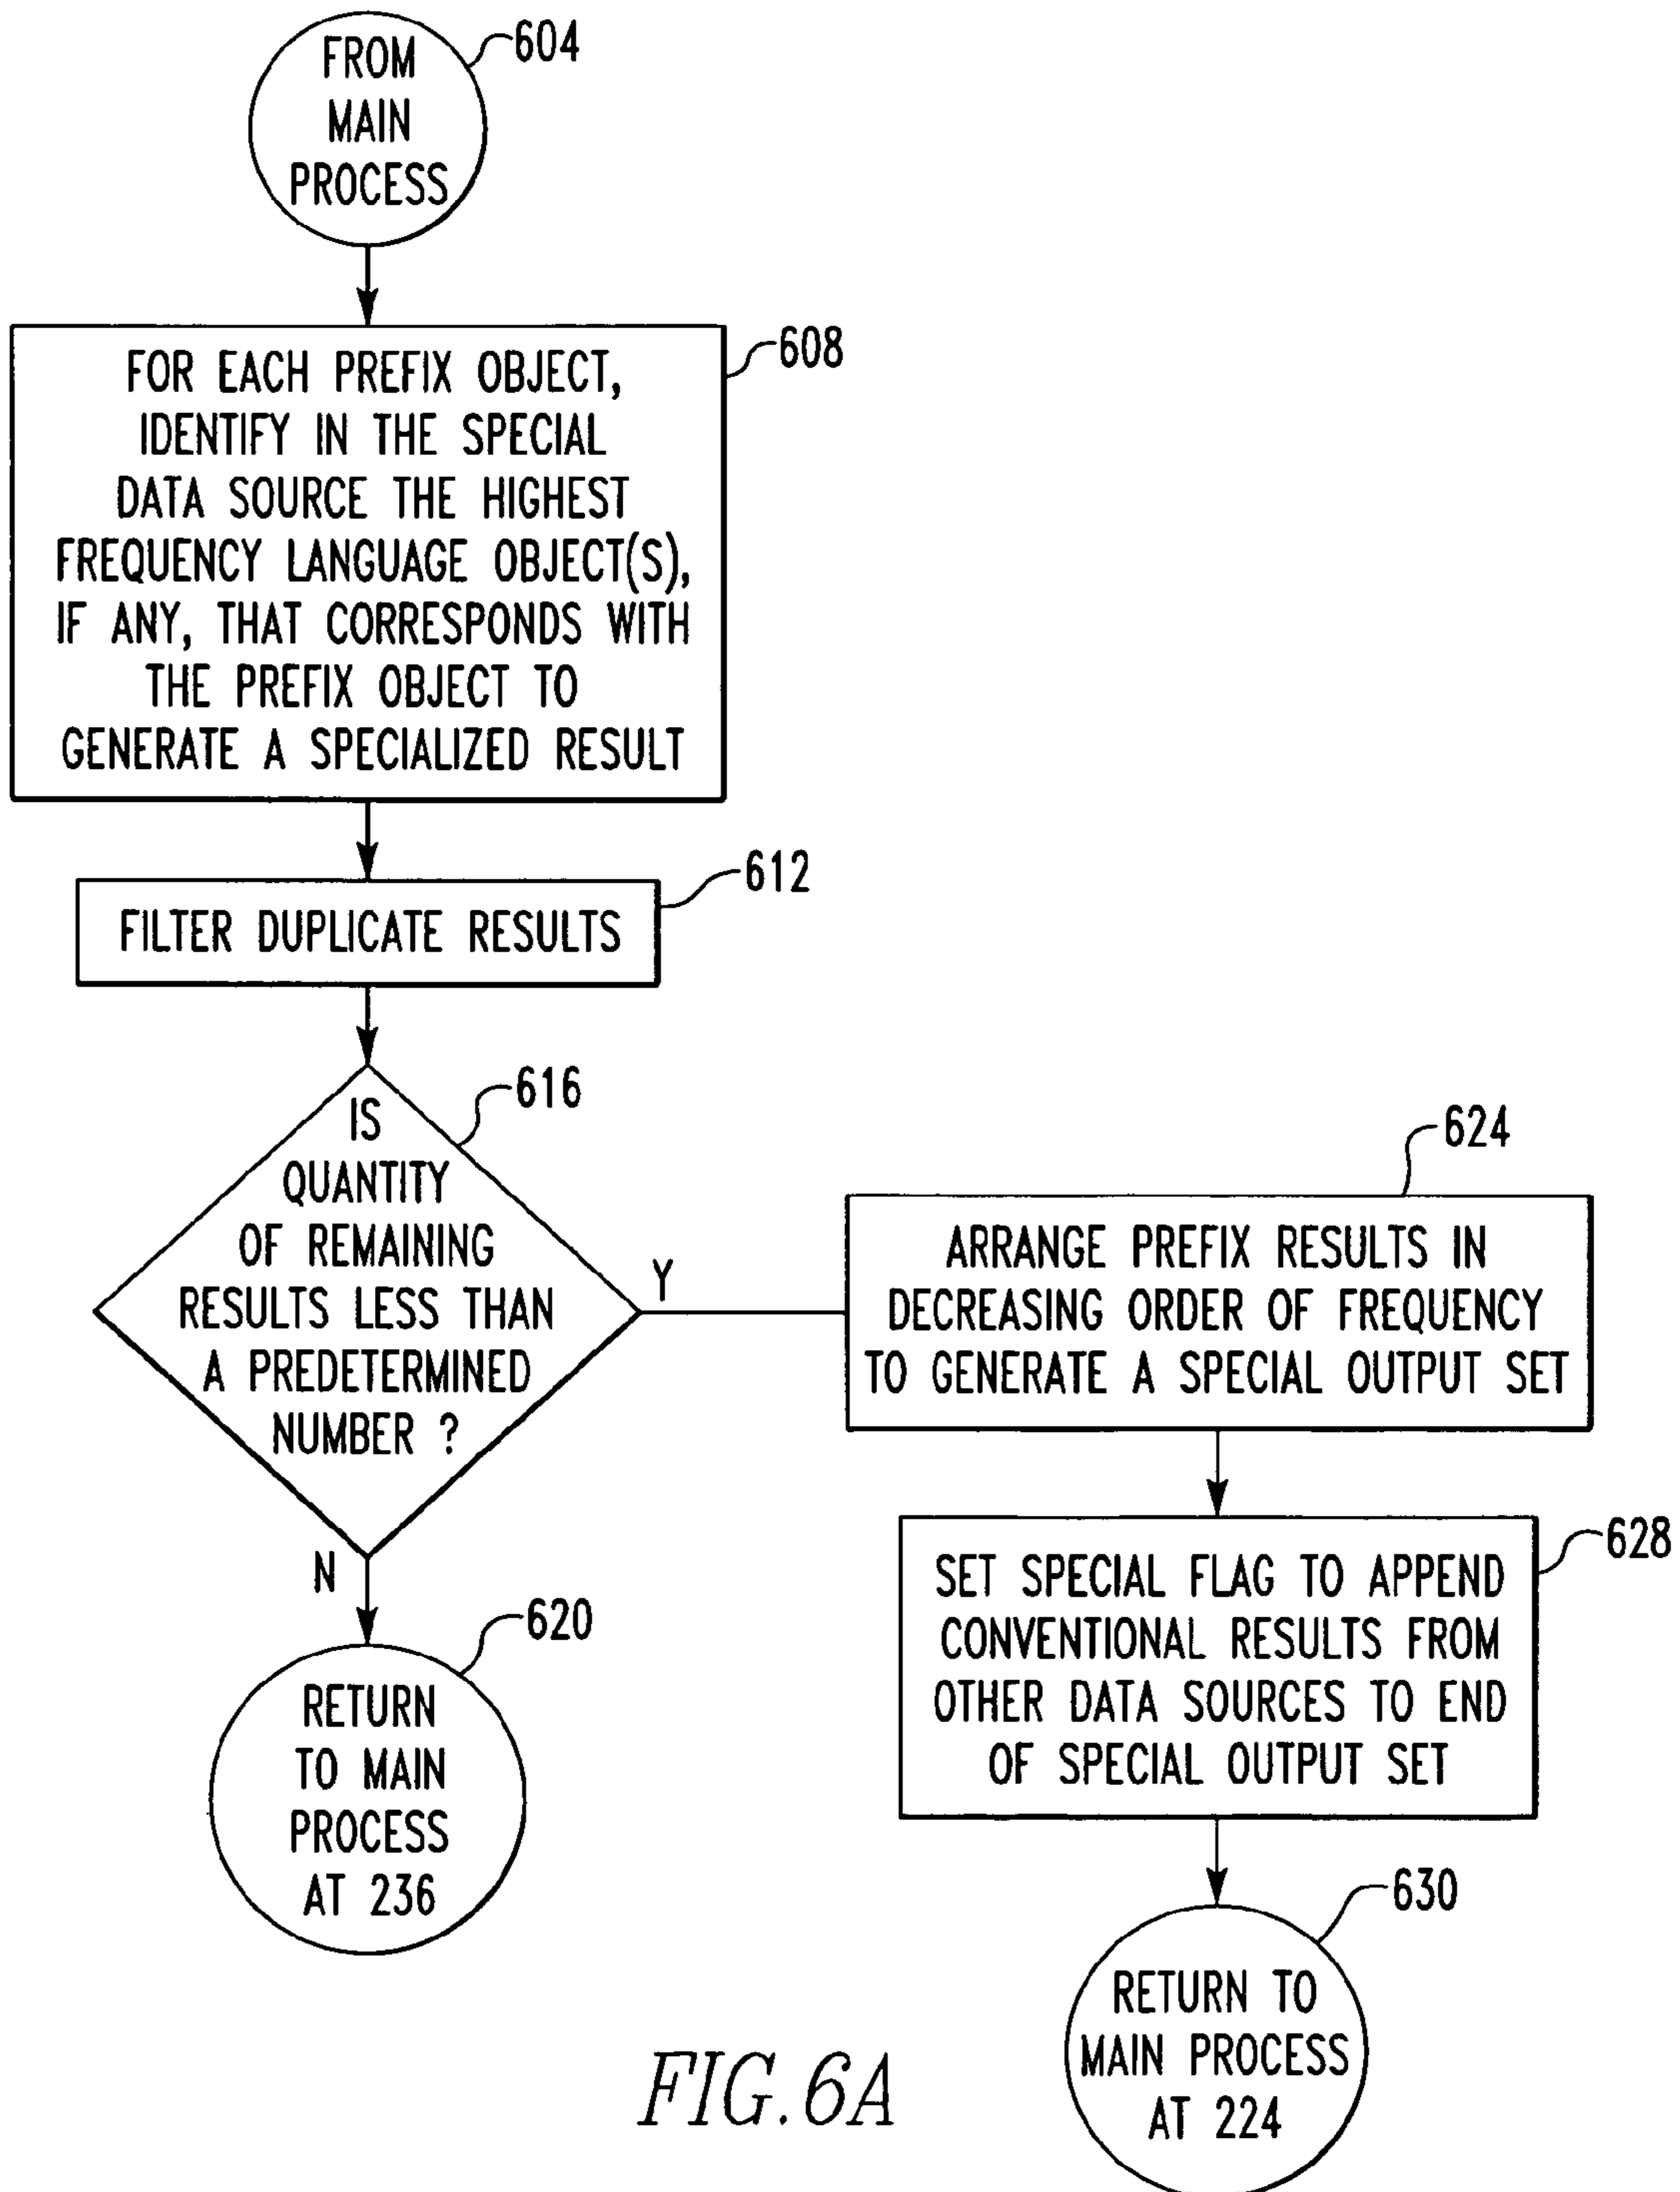 FROM
MAIN
PROCESS
604
FOR EACH PREFIX OBJECT,
IDENTIFY IN THE SPECIAL
DATA SOURCE THE HIGHEST
FREQUENCY LANGUAGE OBJECT(S),
IF ANY, THAT CORRESPONDS WITH
THE PREFIX OBJECT TO
GENERATE A SPECIALIZED RESULT
608
FILTER DUPLICATE RESULTS
612
IS
QUANTITY
OF REMAINING
RESULTS LESS THAN
A PREDETERMINED
NUMBER ?
616
Y
N
RETURN
TO MAIN
PROCESS
AT 236
620
ARRANGE PREFIX RESULTS IN
DECREASING ORDER OF FREQUENCY
TO GENERATE A SPECIAL OUTPUT SET
624
SET SPECIAL FLAG TO APPEND
CONVENTIONAL RESULTS FROM
OTHER DATA SOURCES TO END
OF SPECIAL OUTPUT SET
628
RETURN TO
MAIN PROCESS
AT 224
630
FIG.6A